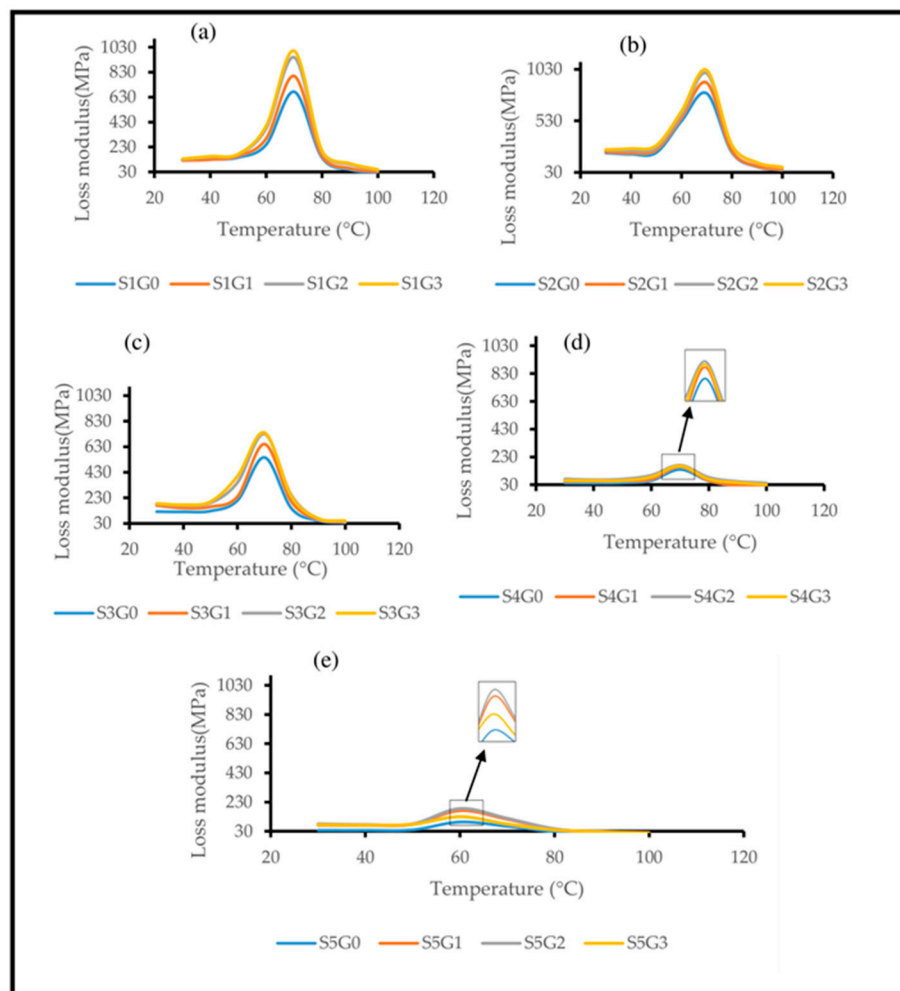 (a)
Loss modulus(MPa)
1030
830
630
430
230
30
20 40 60 80 100 120
Temperature (°C)
S1G0 S1G1 S1G2 S1G3
(b)
Loss modulus(MPa)
1030
530
30
20 40 60 80 100 120
Temperature (°C)
S2G0 S2G1 S2G2 S2G3
(c)
Loss modulus(MPa)
1030
830
630
430
230
30
20 40 60 80 100 120
Temperature (°C)
S3G0 S3G1 S3G2 S3G3
(d)
Loss modulus(MPa)
1030
830
630
430
230
30
20 40 60 80 100 120
Temperature (°C)
S4G0 S4G1 S4G2 S4G3
(e)
Loss modulus(MPa)
1030
830
630
430
230
30
20 40 60 80 100 120
Temperature (°C)
S5G0 S5G1 S5G2 S5G3